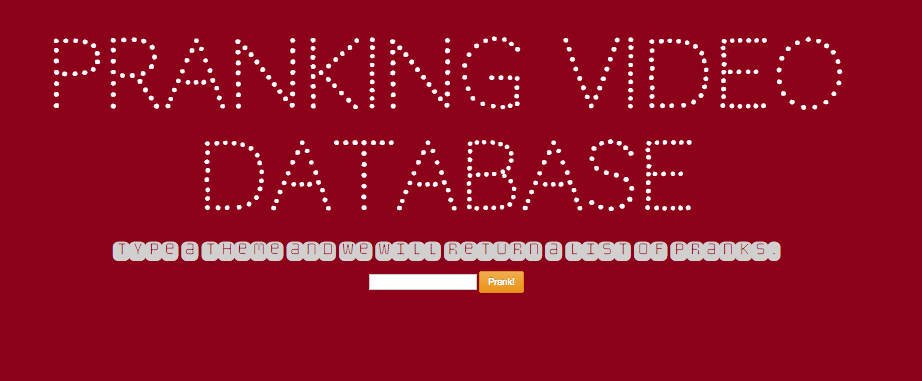 PRANKING VIDEO
DATABASE
TYPE A THEME AND WE WILL RETURN A LIST OF PRANKS.
Prank!